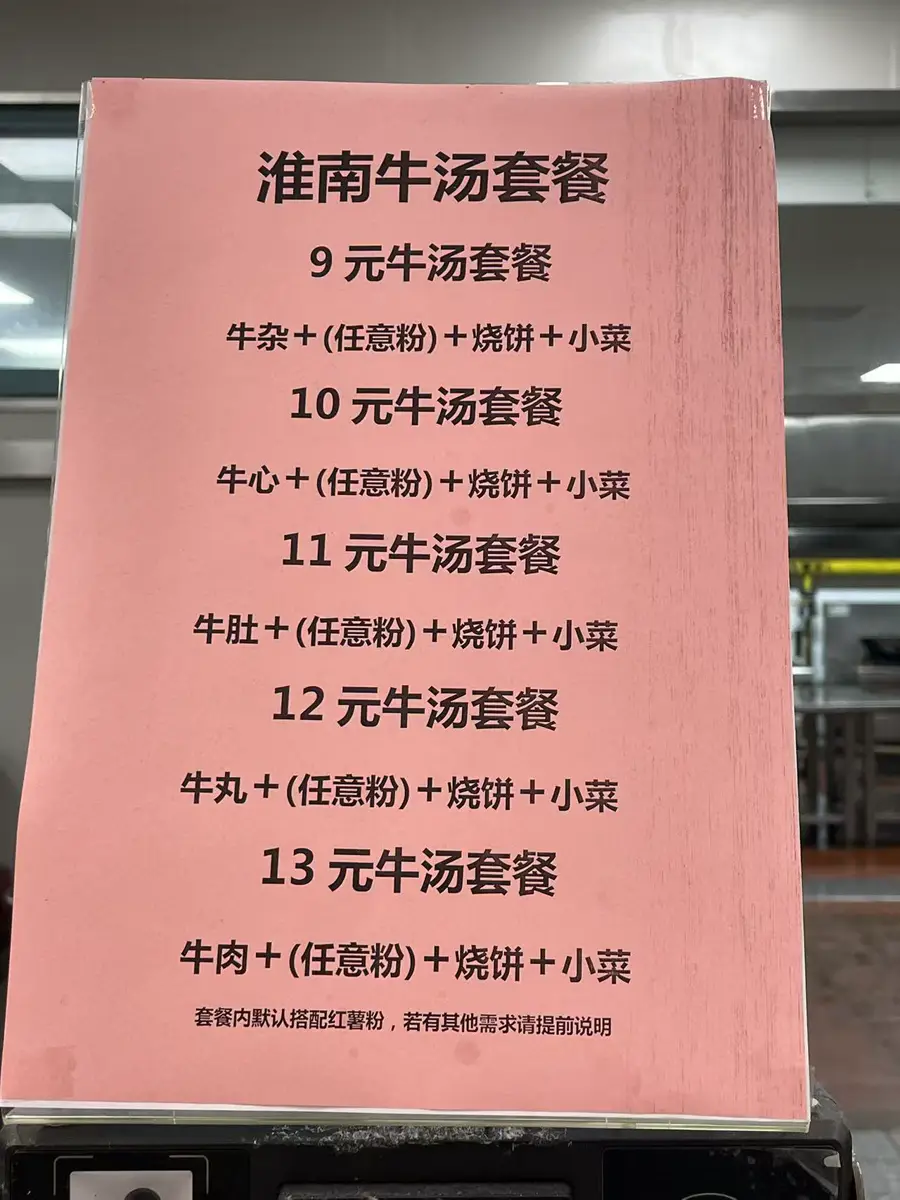 淮南牛汤套餐
9 元牛汤套餐
牛杂+(任意粉)+烧饼+小菜
10 元牛汤套餐
牛心+(任意粉)+烧饼+小菜
11 元牛汤套餐
牛肚+(任意粉)+烧饼+小菜
12 元牛汤套餐
牛丸+(任意粉)+烧饼+小菜
13 元牛汤套餐
牛肉+(任意粉)+烧饼+小菜
套餐内默认搭配红薯粉，若有其他需求请提前说明